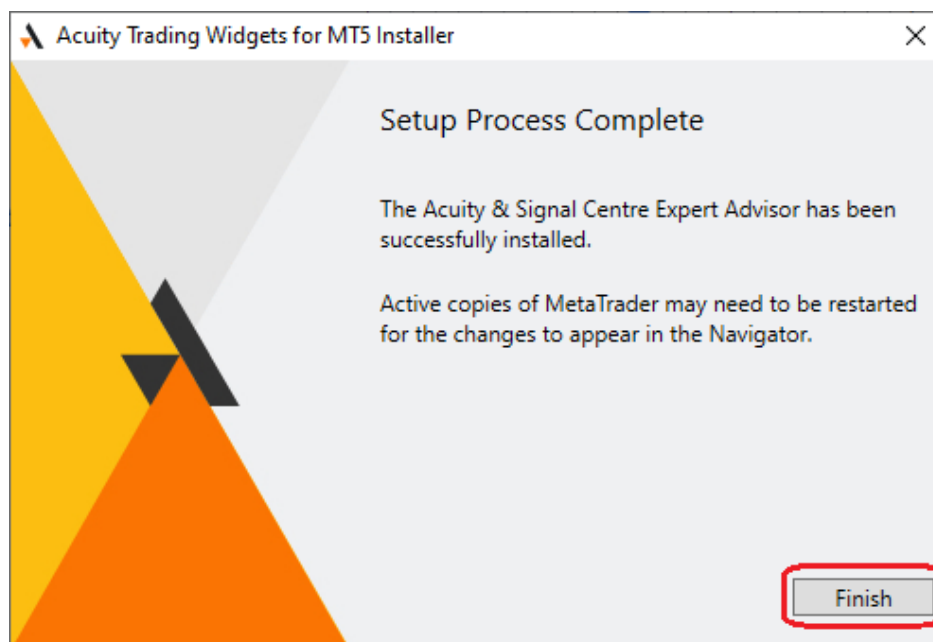 Acuity Trading Widgets for MT5 Installer
Setup Process Complete
The Acuity & Signal Centre Expert Advisor has been
successfully installed.
Active copies of MetaTrader may need to be restarted
for the changes to appear in the Navigator.
Finish